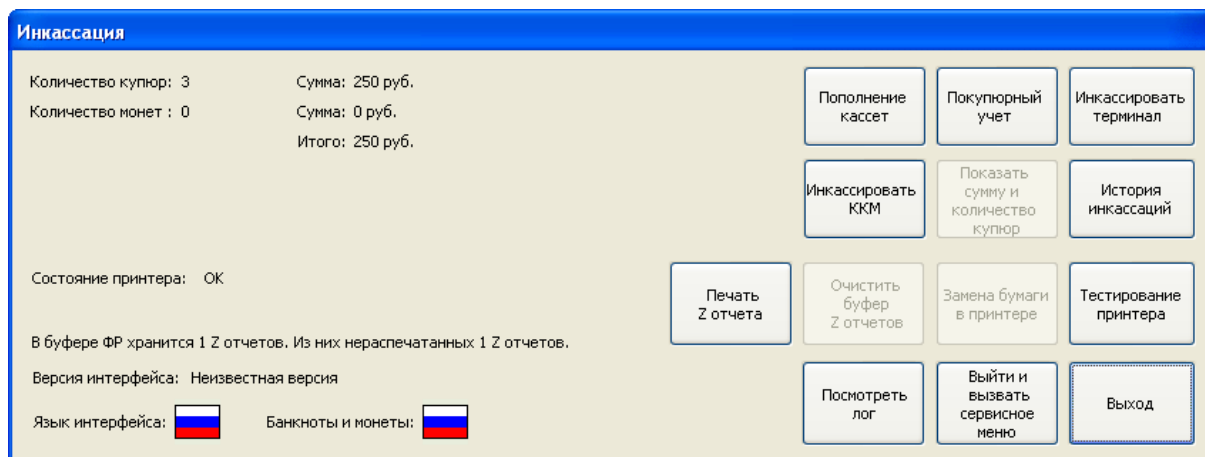 Инкассация
Количество купюр: 3 Сумма: 250 руб.
Количество монет : 0 Сумма: 0 руб.
Итого: 250 руб.
Пополнение
кассет
Покупюрный
учет
Инкассировать
терминал
Инкассировать
ККМ
Показать
сумму и
количество
купюр
История
инкассаций
Состояние принтера: ОК
Печать
Z отчета
Очистить
буфер
Z отчетов
Замена бумаги
в принтере
Тестирование
принтера
В буфере ФР хранится 1 Z отчетов. Из них нераспечатанных 1 Z отчетов.
Версия интерфейса: Неизвестная версия
Язык интерфейса: Банкноты и монеты:
Посмотреть
лог
Выйти и
вызвать
сервисное
меню
Выход